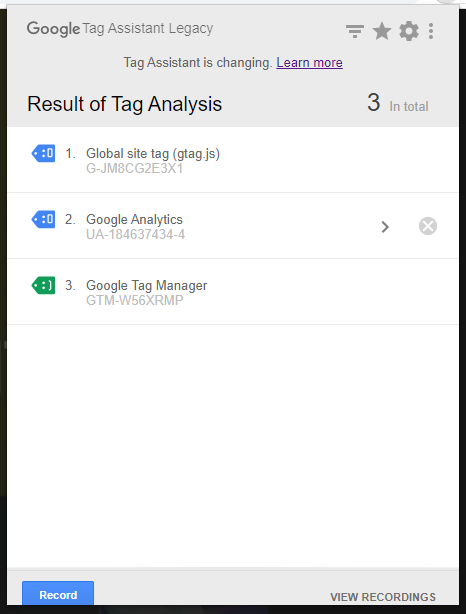 Google Tag Assistant Legacy
Tag Assistant is changing. Learn more
Result of Tag Analysis 3 In total
1. Global site tag (gtag.js)
G-JM8CG2E3X1
2. Google Analytics
UA-184637434-4
3. Google Tag Manager
GTM-W56XRMP
Record VIEW RECORDINGS